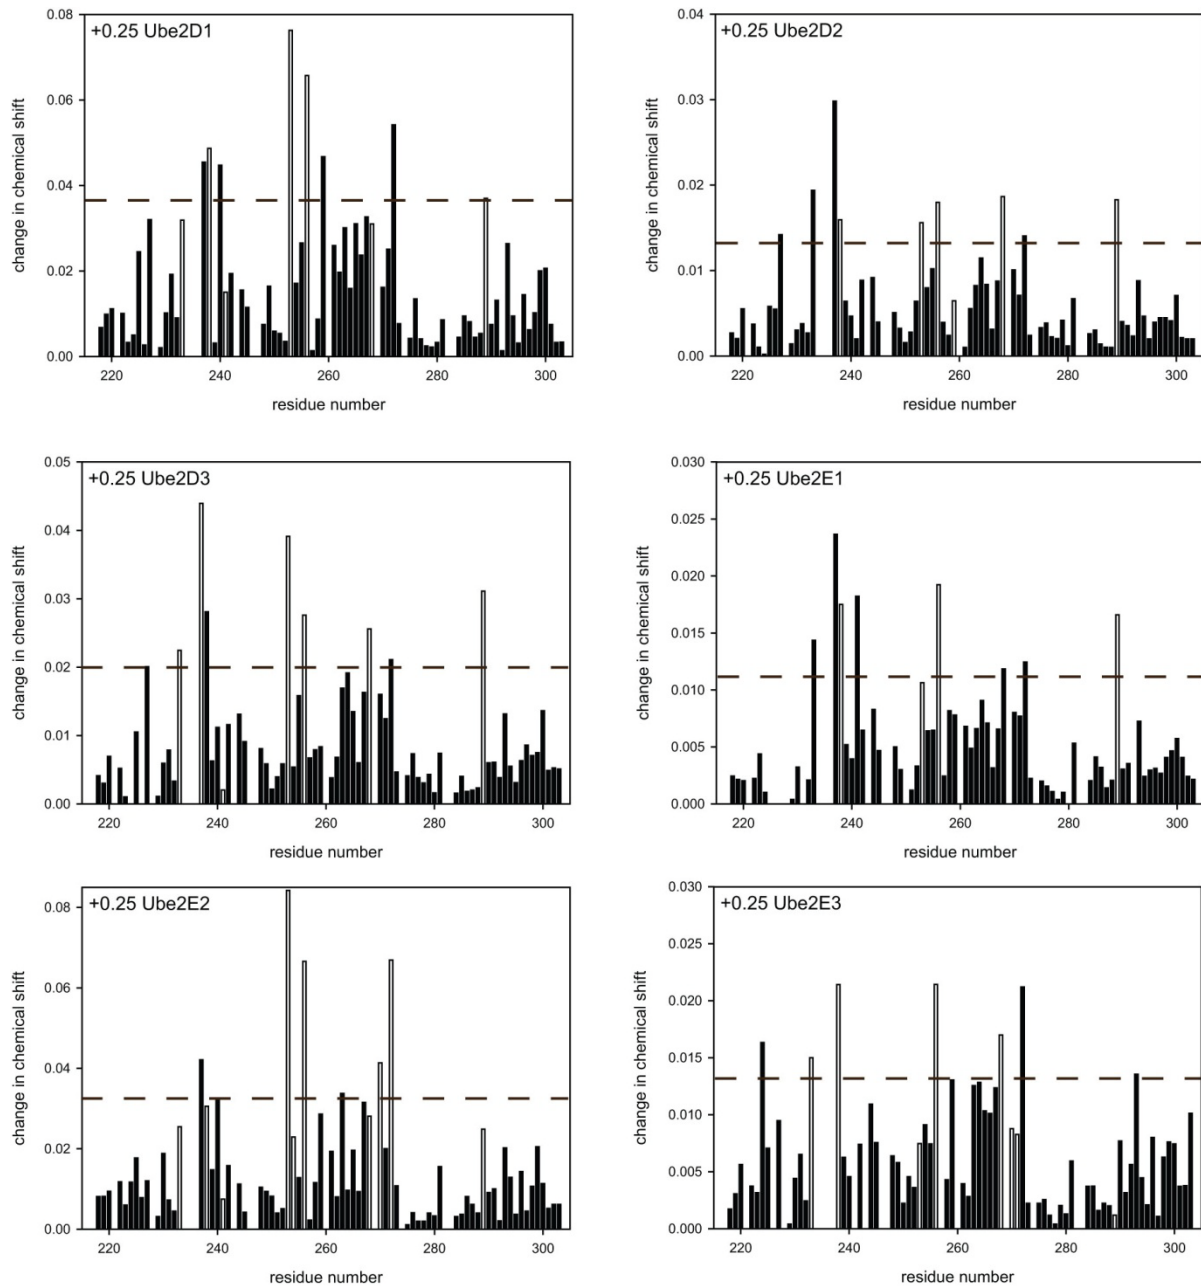 +0.25 Ube2D1
change in chemical shift
0.08
0.06
0.04
0.02
0.00
220 240 260 280 300
residue number
+0.25 Ube2D2
change in chemical shift
0.04
0.03
0.02
0.01
0.00
220 240 260 280 300
residue number
+0.25 Ube2D3
change in chemical shift
0.05
0.04
0.03
0.02
0.01
0.00
220 240 260 280 300
residue number
+0.25 Ube2E1
change in chemical shift
0.030
0.025
0.020
0.015
0.010
0.005
0.000
220 240 260 280 300
residue number
+0.25 Ube2E2
change in chemical shift
0.08
0.06
0.04
0.02
0.00
220 240 260 280 300
residue number
+0.25 Ube2E3
change in chemical shift
0.030
0.025
0.020
0.015
0.010
0.005
0.000
220 240 260 280 300
residue number